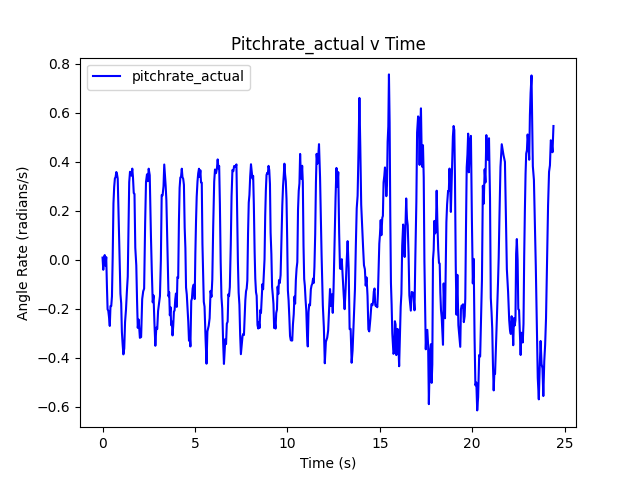 Pitchrate_actual v Time
pitchrate_actual
Angle Rate (radians/s)
0.8
0.6
0.4
0.2
0.0
−0.2
−0.4
−0.6
0 5 10 15 20 25
Time (s)